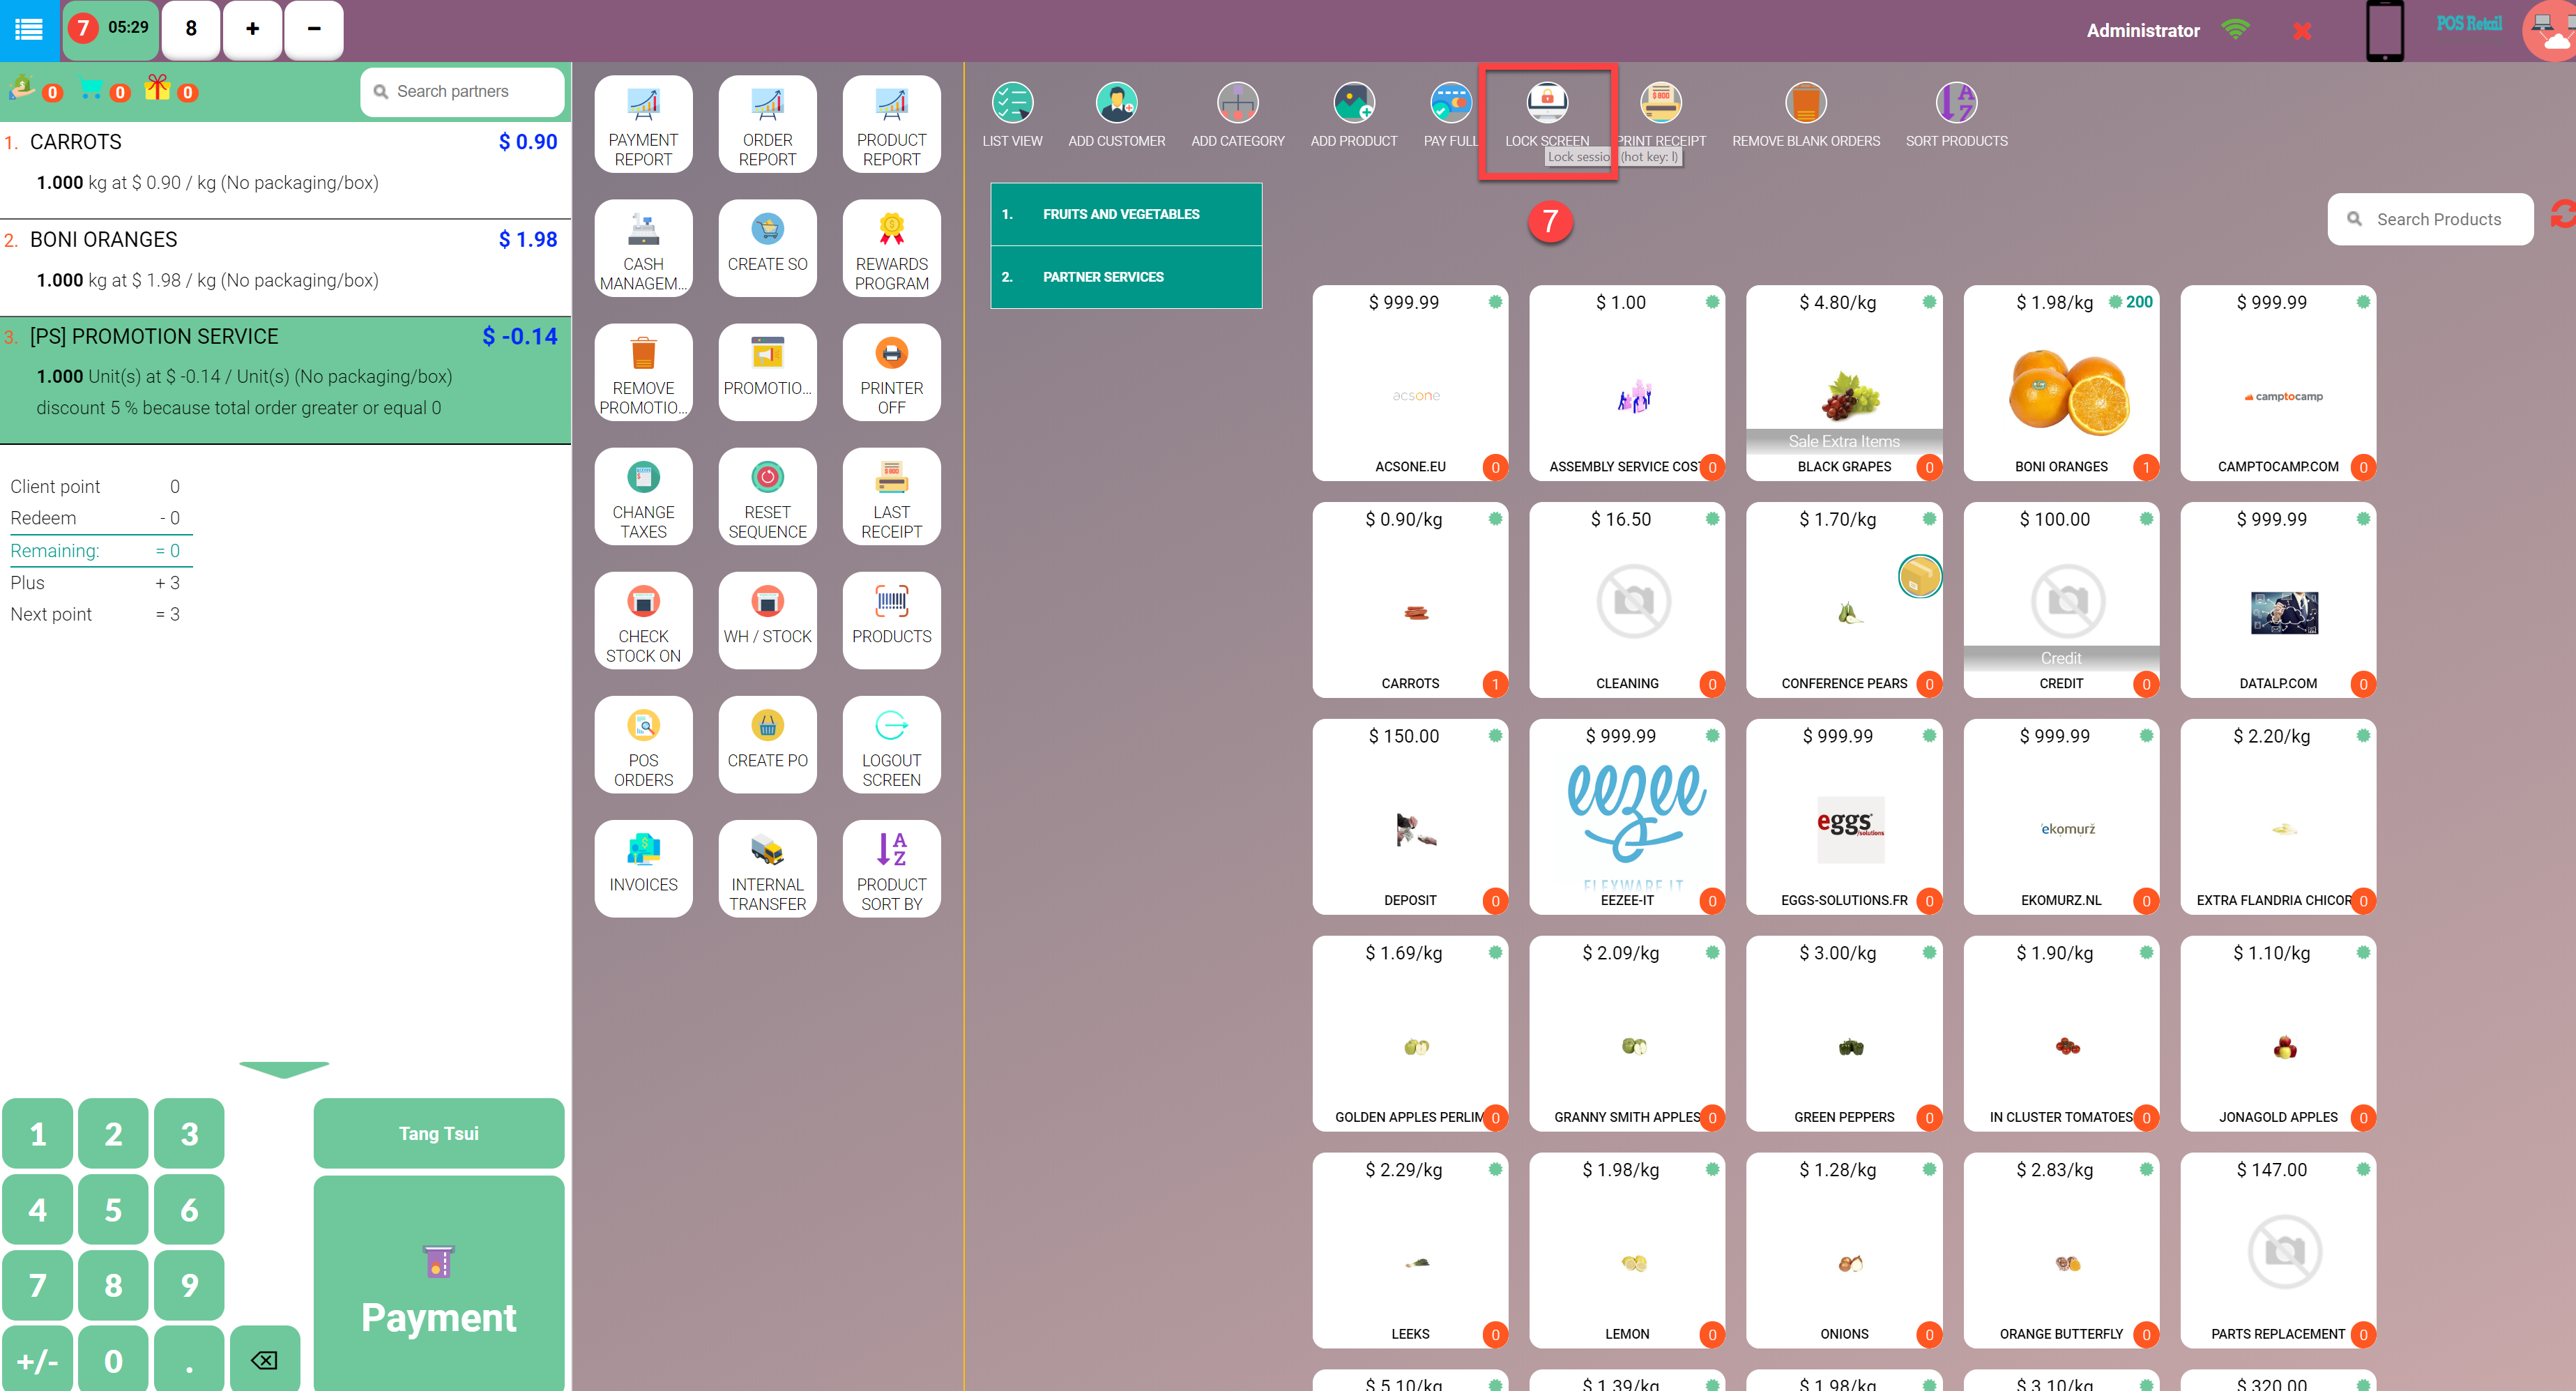 7 05:29 8 + −
Administrator POS Retail
0 0 0 Search partners
1. CARROTS $ 0.90
1.000 kg at $ 0.90 / kg (No packaging/box)
2. BONI ORANGES $ 1.98
1.000 kg at $ 1.98 / kg (No packaging/box)
3. [PS] PROMOTION SERVICE $ -0.14
1.000 Unit(s) at $ -0.14 / Unit(s) (No packaging/box)
discount 5 % because total order greater or equal 0
Client point 0
Redeem - 0
Remaining: = 0
Plus + 3
Next point = 3
1 2 3
4 5 6
7 8 9
+/- 0 .
Tang Tsui
Payment
PAYMENT REPORT
ORDER REPORT
PRODUCT REPORT
CASH MANAGEM...
CREATE SO
REWARDS PROGRAM
REMOVE PROMOTIO...
PROMOTIO...
PRINTER OFF
CHANGE TAXES
RESET SEQUENCE
LAST RECEIPT
CHECK STOCK ON
WH / STOCK
PRODUCTS
POS ORDERS
CREATE PO
LOGOUT SCREEN
INVOICES
INTERNAL TRANSFER
PRODUCT SORT BY
LIST VIEW ADD CUSTOMER ADD CATEGORY ADD PRODUCT PAY FULL LOCK SCREEN PRINT RECEIPT REMOVE BLANK ORDERS SORT PRODUCTS
Lock session (hot key: l)
7
1. FRUITS AND VEGETABLES
2. PARTNER SERVICES
Search Products
$ 999.99 $ 1.00 $ 4.80/kg $ 1.98/kg 200 $ 999.99
acsone camptocamp
Sale Extra Items
ACSONE.EU 0 ASSEMBLY SERVICE COST 0 BLACK GRAPES 0 BONI ORANGES 1 CAMPTOCAMP.COM 0
$ 0.90/kg $ 16.50 $ 1.70/kg $ 100.00 $ 999.99
Credit
CARROTS 1 CLEANING 0 CONFERENCE PEARS 0 CREDIT 0 DATALP.COM 0
$ 150.00 $ 999.99 $ 999.99 $ 999.99 $ 2.20/kg
eezee eggs solutions ekomurž
FLEXWARE IT
DEPOSIT 0 EEZEE-IT 0 EGGS-SOLUTIONS.FR 0 EKOMURZ.NL 0 EXTRA FLANDRIA CHICOR 0
$ 1.69/kg $ 2.09/kg $ 3.00/kg $ 1.90/kg $ 1.10/kg
GOLDEN APPLES PERLIM 0 GRANNY SMITH APPLES 0 GREEN PEPPERS 0 IN CLUSTER TOMATOES 0 JONAGOLD APPLES 0
$ 2.29/kg $ 1.98/kg $ 1.28/kg $ 2.83/kg $ 147.00
LEEKS 0 LEMON 0 ONIONS 0 ORANGE BUTTERFLY 0 PARTS REPLACEMENT 0
$ 5.10/kg $ 1.39/kg $ 1.98/kg $ 3.10/kg $ 320.00